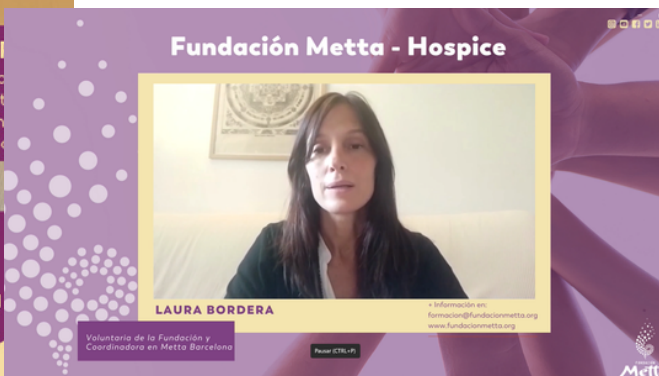 Fundación Metta - Hospice
LAURA BORDERA
Voluntaria de la Fundación y
Coordinadora en Metta Barcelona
+ Información en:
formacion@fundacionmetta.org
www.fundacionmetta.org
Pausar (CTRL+P)